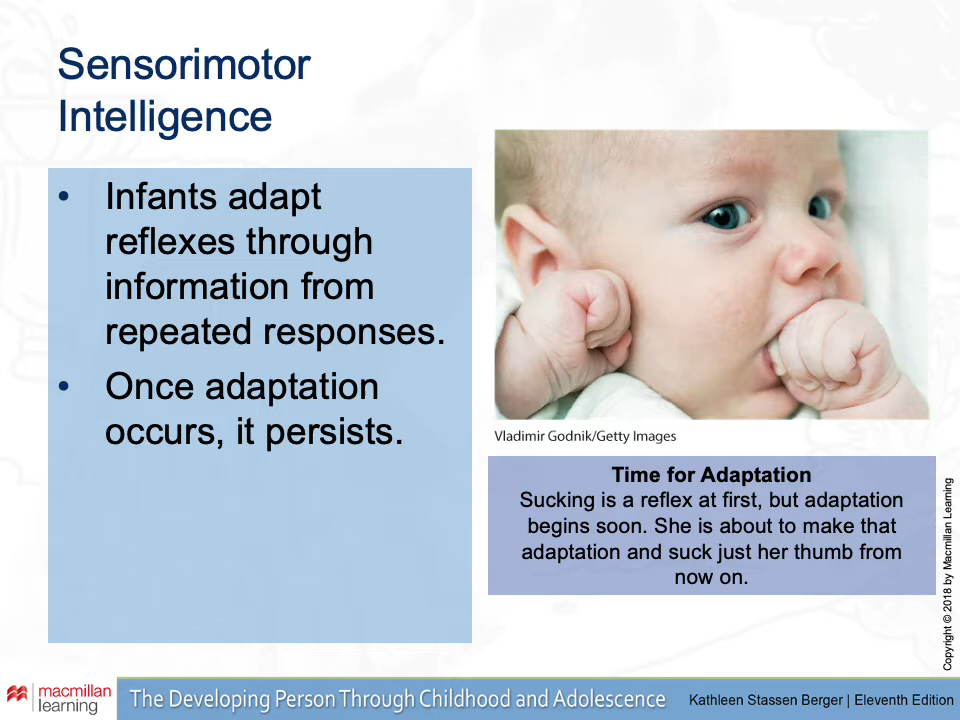 Sensorimotor
Intelligence
• Infants adapt
reflexes through
information from
repeated responses.
• Once adaptation
occurs, it persists.
Vladimir Godnik/Getty Images
Time for Adaptation
Sucking is a reflex at first, but adaptation
begins soon. She is about to make that
adaptation and suck just her thumb from
now on.
Copyright © 2018 by Macmillan Learning
macmillan
learning
The Developing Person Through Childhood and Adolescence
Kathleen Stassen Berger | Eleventh Edition